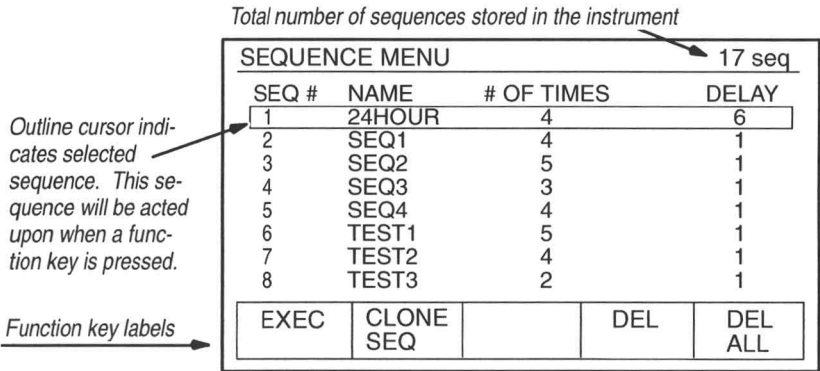 Total number of sequences stored in the instrument
SEQUENCE MENU 17 seq
SEQ # NAME # OF TIMES DELAY
1 24HOUR 4 6
2 SEQ1 4 1
3 SEQ2 5 1
4 SEQ3 3 1
5 SEQ4 4 1
6 TEST1 5 1
7 TEST2 4 1
8 TEST3 2 1
Outline cursor indi-
cates selected
sequence. This se-
quence will be acted
upon when a func-
tion key is pressed.
Function key labels
EXEC CLONE DEL DEL
SEQ ALL